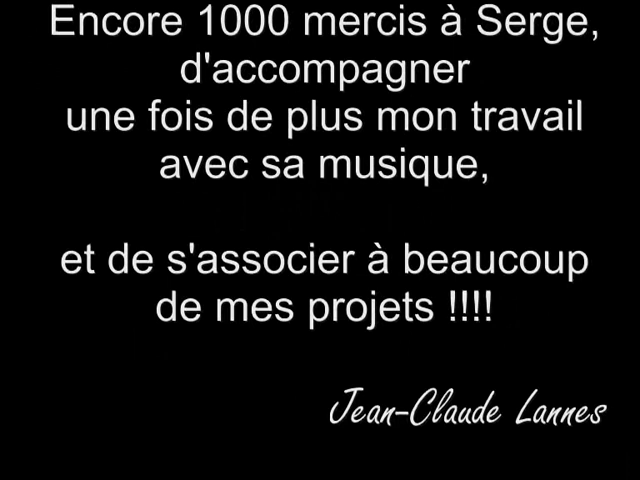 Encore 1000 mercis à Serge,
d'accompagner
une fois de plus mon travail
avec sa musique,
et de s'associer à beaucoup
de mes projets !!!!
Jean-Claude Lannes